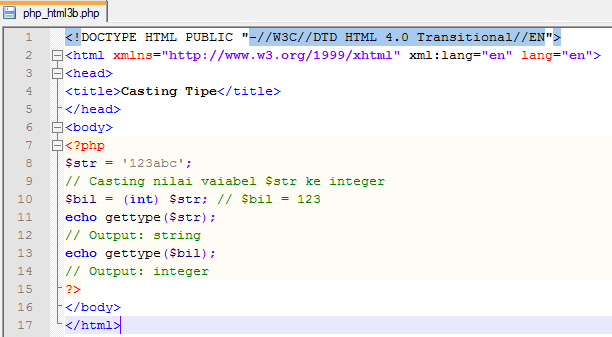 php_html3b.php
1 <!DOCTYPE HTML PUBLIC "-//W3C//DTD HTML 4.0 Transitional//EN">
2 <html xmlns="http://www.w3.org/1999/xhtml" xml:lang="en" lang="en">
3 <head>
4 <title>Casting Tipe</title>
5 </head>
6 <body>
7 <?php
8 $str = '123abc';
9 // Casting nilai vaiabel $str ke integer
10 $bil = (int) $str; // $bil = 123
11 echo gettype($str);
12 // Output: string
13 echo gettype($bil);
14 // Output: integer
15 ?>
16 </body>
17 </html>